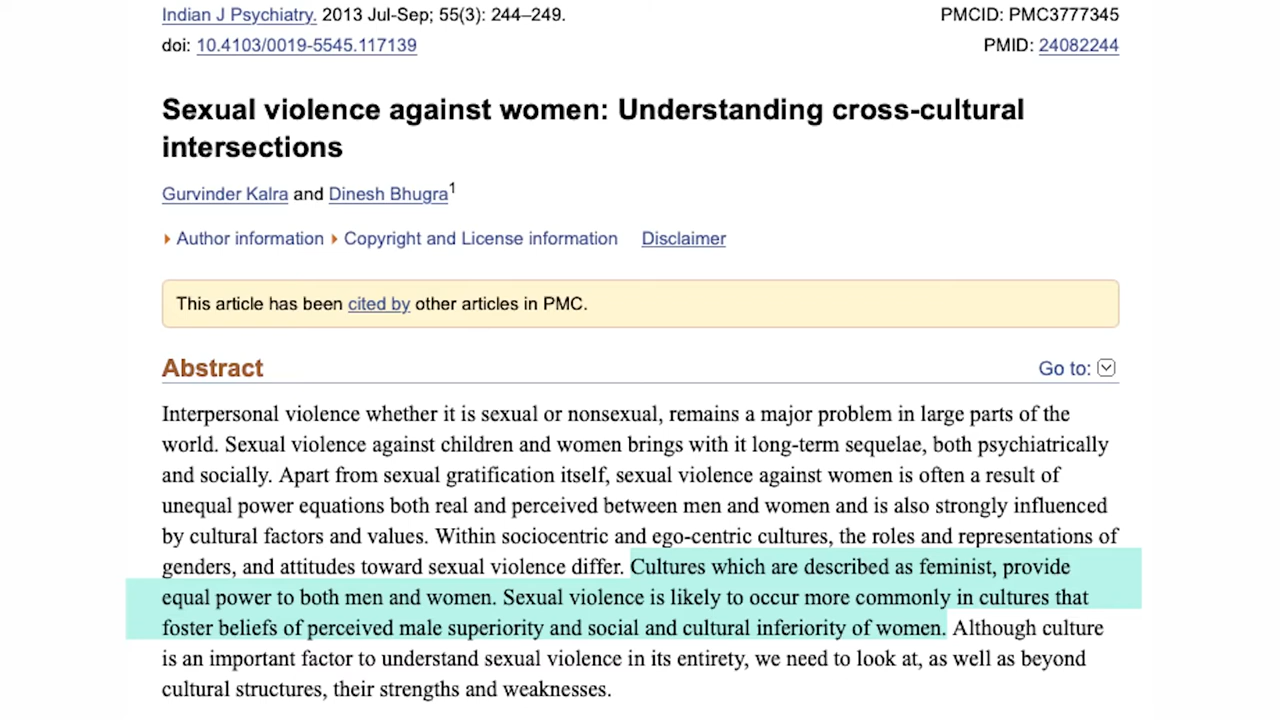 Indian J Psychiatry. 2013 Jul-Sep; 55(3): 244–249. PMCID: PMC3777345
doi: 10.4103/0019-5545.117139 PMID: 24082244
Sexual violence against women: Understanding cross-cultural
intersections
Gurvinder Kalra and Dinesh Bhugra1
Author information Copyright and License information Disclaimer
This article has been cited by other articles in PMC.
Abstract Go to:
Interpersonal violence whether it is sexual or nonsexual, remains a major problem in large parts of the
world. Sexual violence against children and women brings with it long-term sequelae, both psychiatrically
and socially. Apart from sexual gratification itself, sexual violence against women is often a result of
unequal power equations both real and perceived between men and women and is also strongly influenced
by cultural factors and values. Within sociocentric and ego-centric cultures, the roles and representations of
genders, and attitudes toward sexual violence differ. Cultures which are described as feminist, provide
equal power to both men and women. Sexual violence is likely to occur more commonly in cultures that
foster beliefs of perceived male superiority and social and cultural inferiority of women. Although culture
is an important factor to understand sexual violence in its entirety, we need to look at, as well as beyond
cultural structures, their strengths and weaknesses.